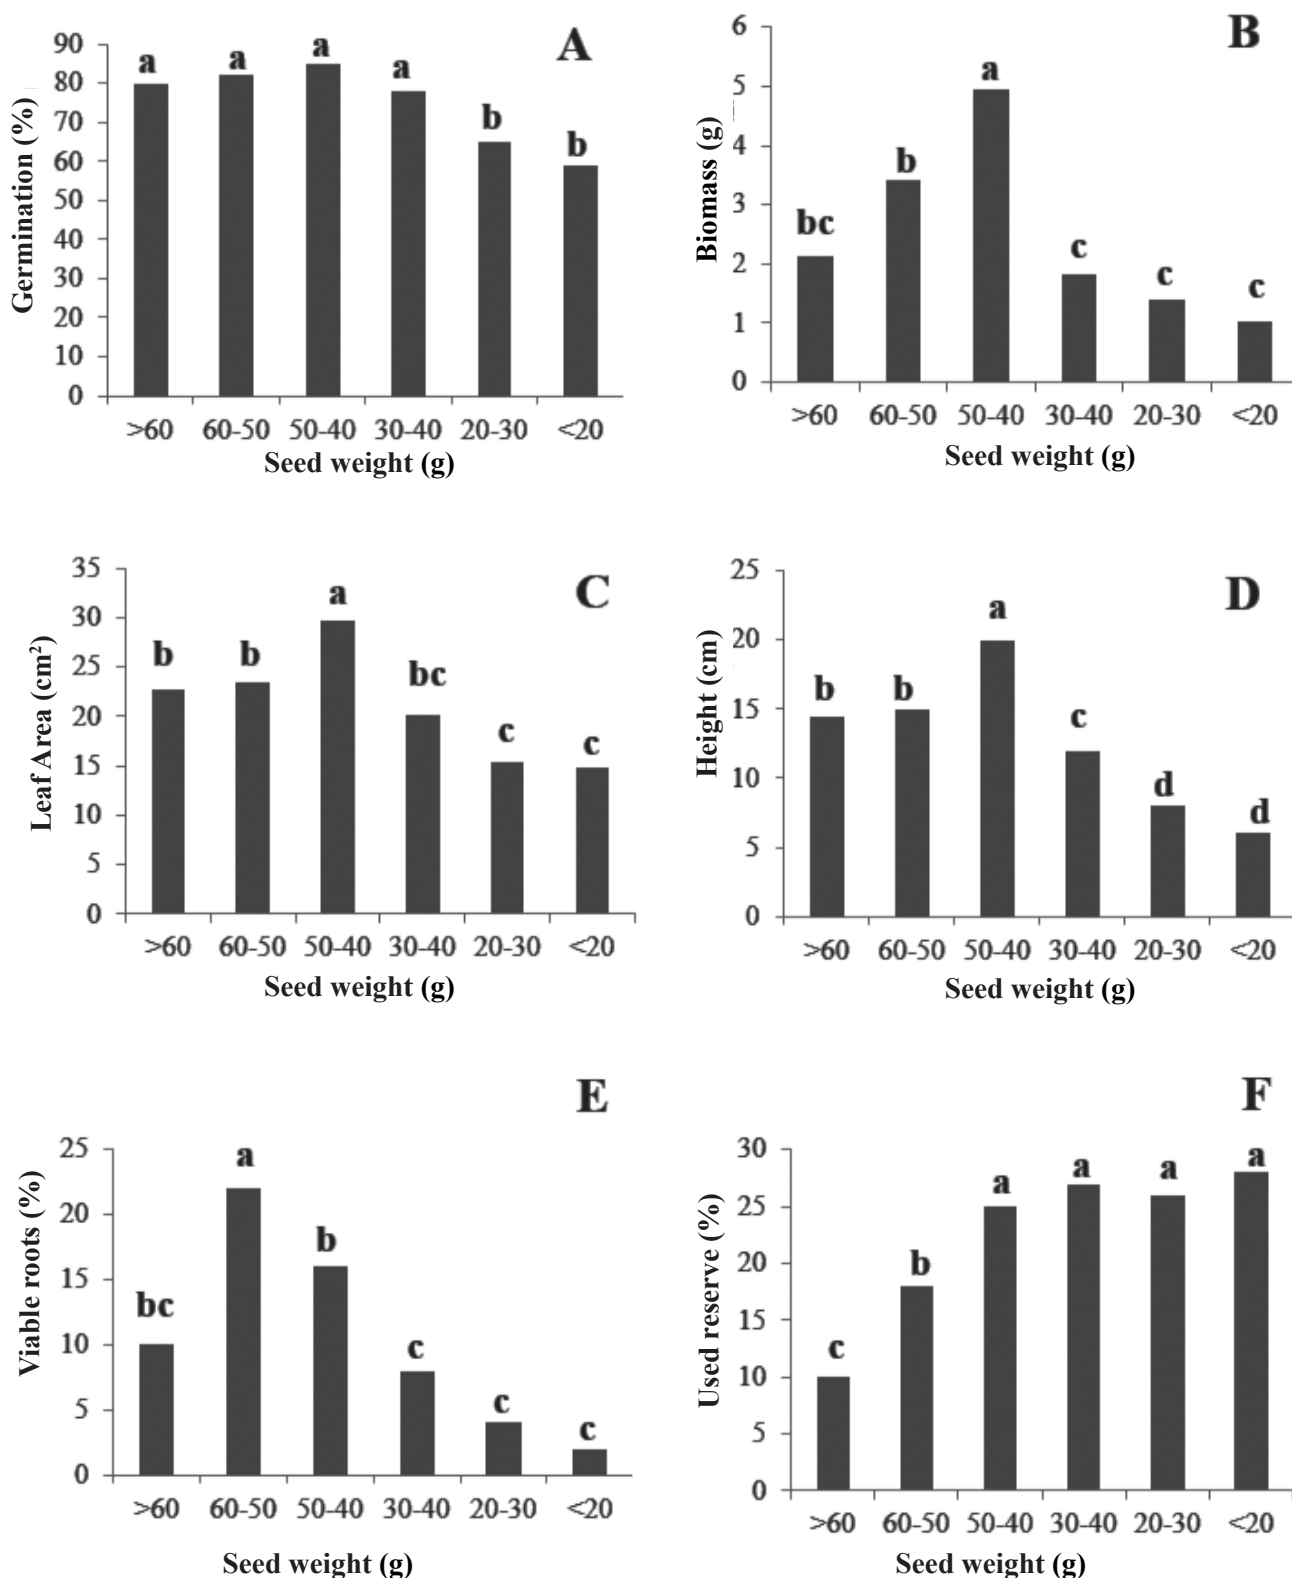 A
Germination (%)
90
80
70
60
50
40
30
20
10
0
a
a
a
a
b
b
>60 60-50 50-40 30-40 20-30 <20
Seed weight (g)
B
Biomass (g)
6
5
4
3
2
1
0
bc
b
a
c
c
c
>60 60-50 50-40 30-40 20-30 <20
Seed weight (g)
C
Leaf Area (cm²)
35
30
25
20
15
10
5
0
b
b
a
bc
c
c
>60 60-50 50-40 30-40 20-30 <20
Seed weight (g)
D
Height (cm)
25
20
15
10
5
0
b
b
a
c
d
d
>60 60-50 50-40 30-40 20-30 <20
Seed weight (g)
E
Viable roots (%)
25
20
15
10
5
0
bc
a
b
c
c
c
>60 60-50 50-40 30-40 20-30 <20
Seed weight (g)
F
Used reserve (%)
30
25
20
15
10
5
0
c
b
a
a
a
a
>60 60-50 50-40 30-40 20-30 <20
Seed weight (g)